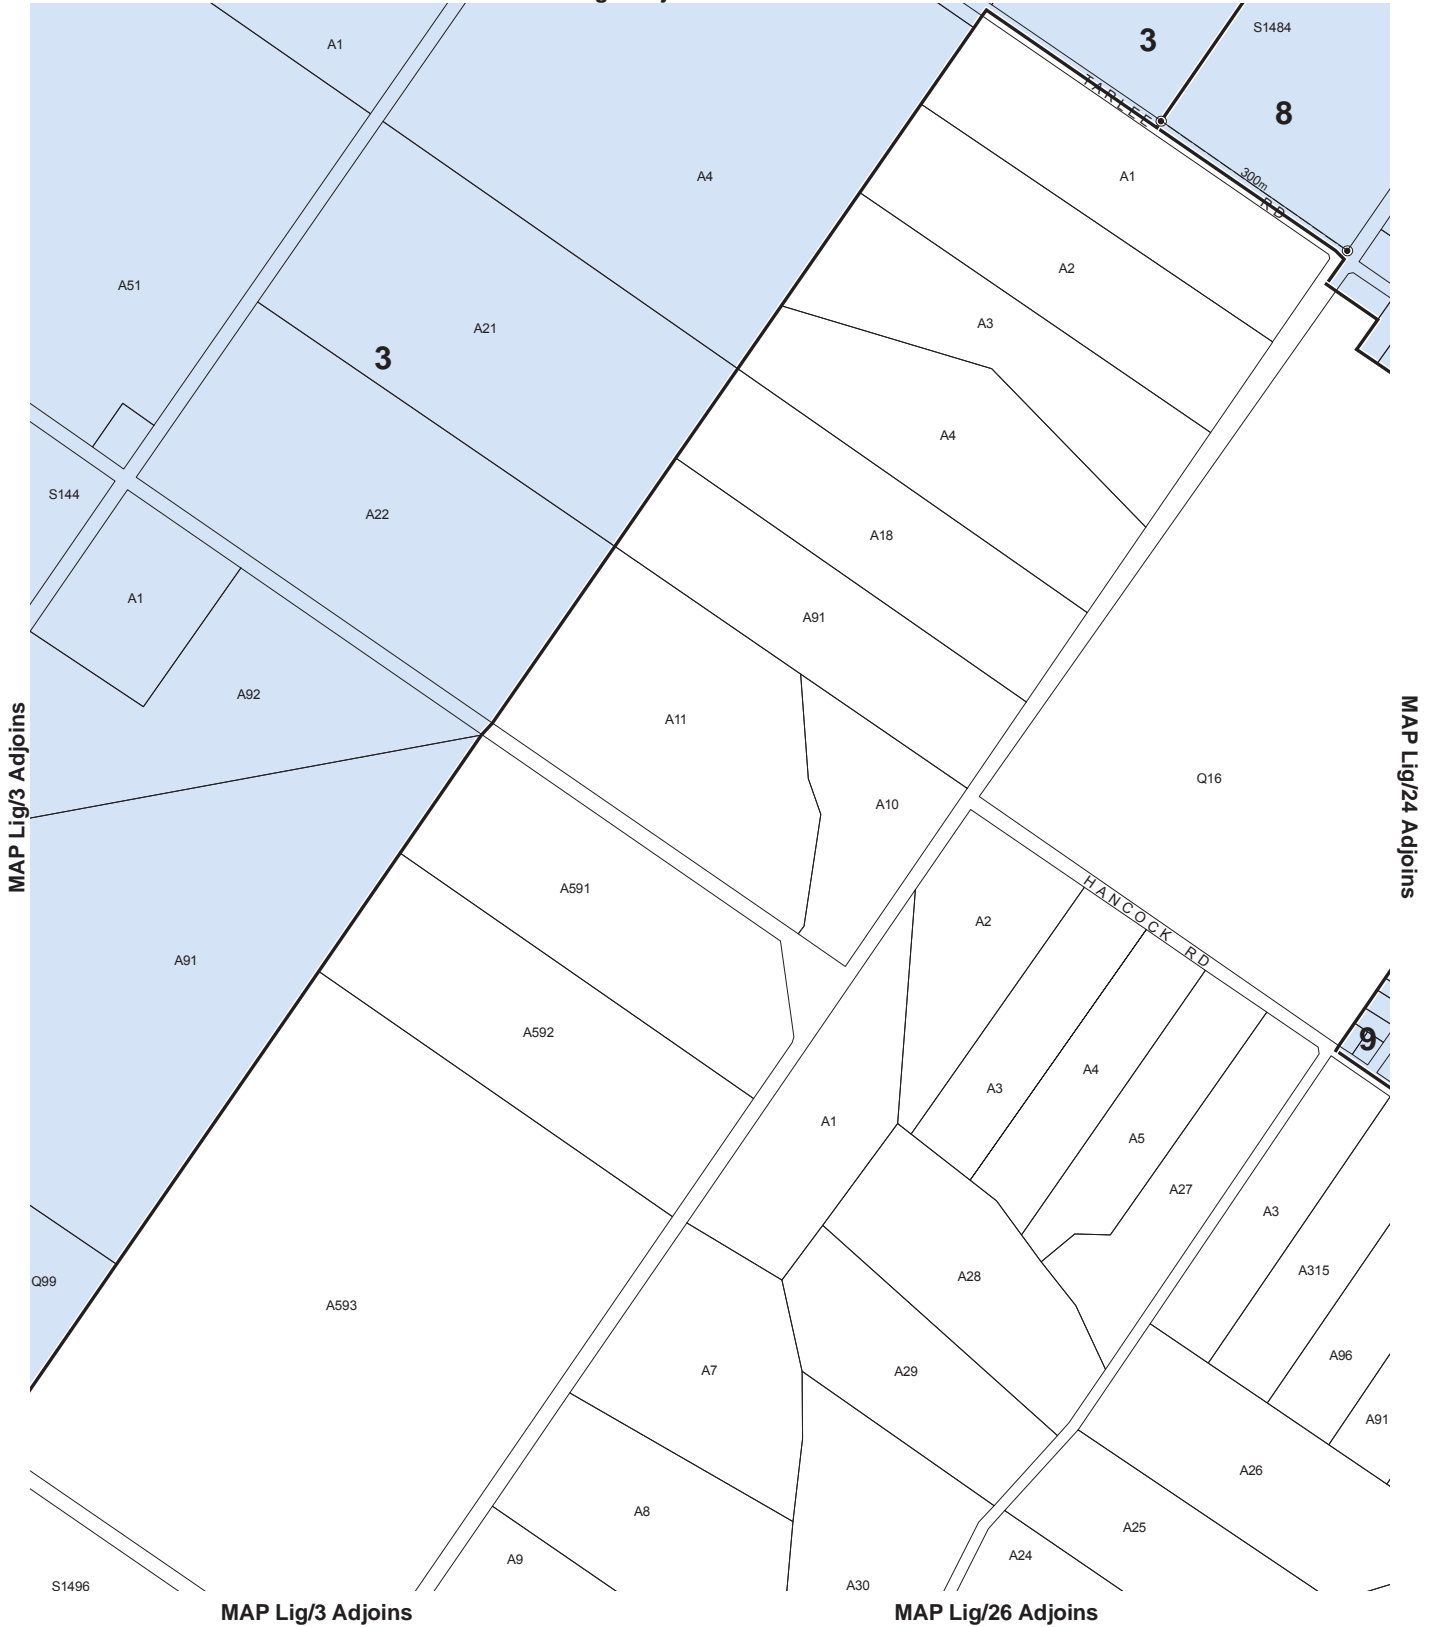 A1
3
S1484
TARLEE RD
8
300m
A4
A1
A51
A2
A21
A3
3
A4
S144
A22
A18
A1
A91
A92
A11
Q16
A10
MAP Lig/3 Adjoins
MAP Lig/24 Adjoins
A591
HANCOCK RD
A2
A91
A592
9
A3
A4
A1
A5
A27
A3
A315
A28
Q99
A593
A96
A7
A29
A91
A26
A8
A25
A9
A24
S1496
A30
MAP Lig/3 Adjoins
MAP Lig/26 Adjoins